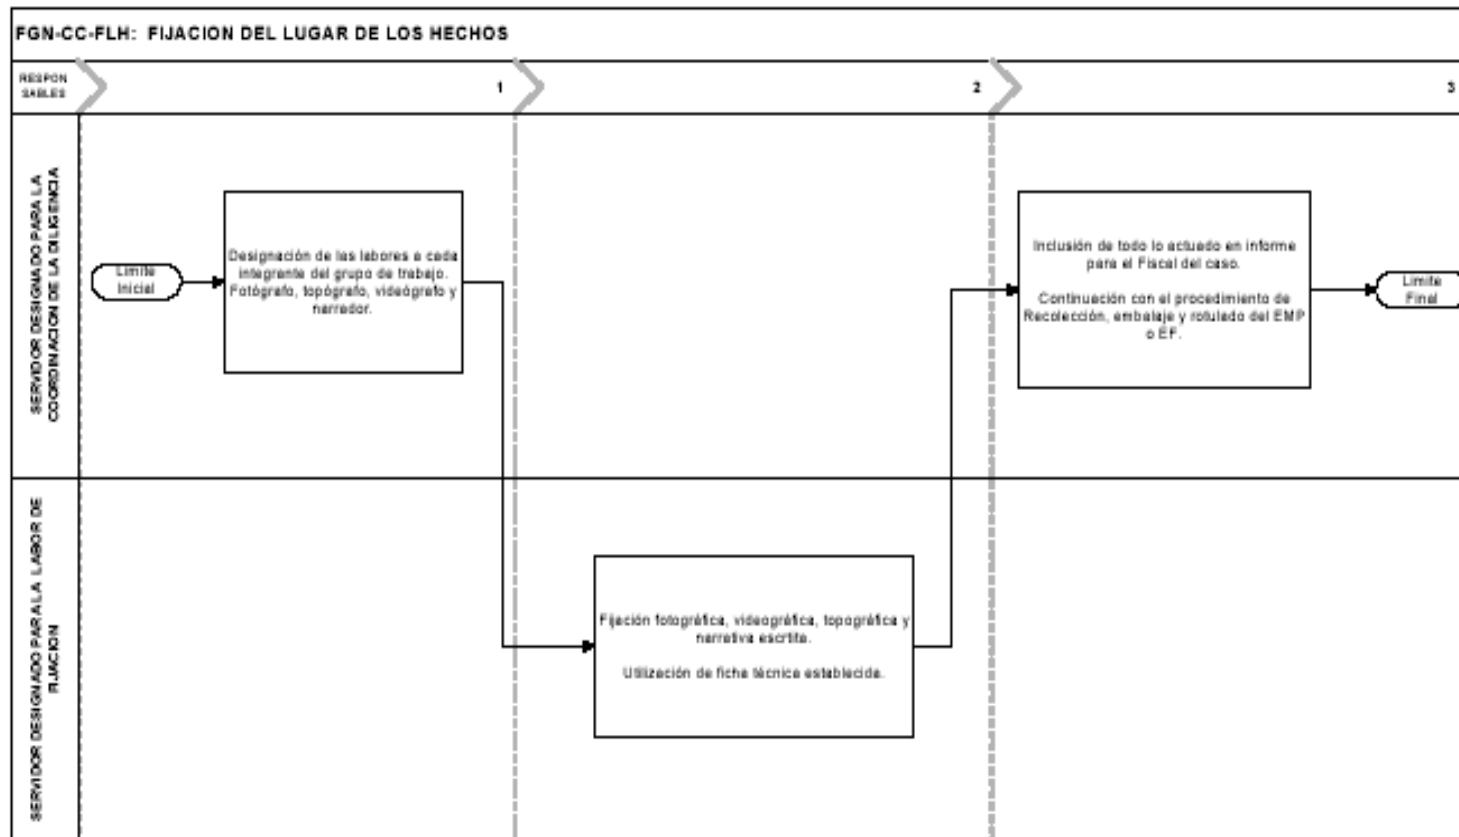 FGN-CC-FLH: FIJACION DEL LUGAR DE LOS HECHOS
RESPON
SABLES
1
2
3
SERVIDOR DESIGNADO PARA LA
COORDINACION DE LA DILIGENCIA
Limite
Inicial
Designación de las labores a cada
integrante del grupo de trabajo.
Fotógrafo, topógrafo, videógrafo y
narrador.
Inclusión de todo lo actuado en informe
para el Fiscal del caso.
Continuación con el procedimiento de
Recolección, embalaje y rotulado del EMP
o EF.
Limite
Final
SERVIDOR DESIGNADO PARA LA LABOR DE
FIJACION
Fijación fotográfica, videográfica, topográfica y
narrativa escrtita.
Utilización de ficha técnica establecida.